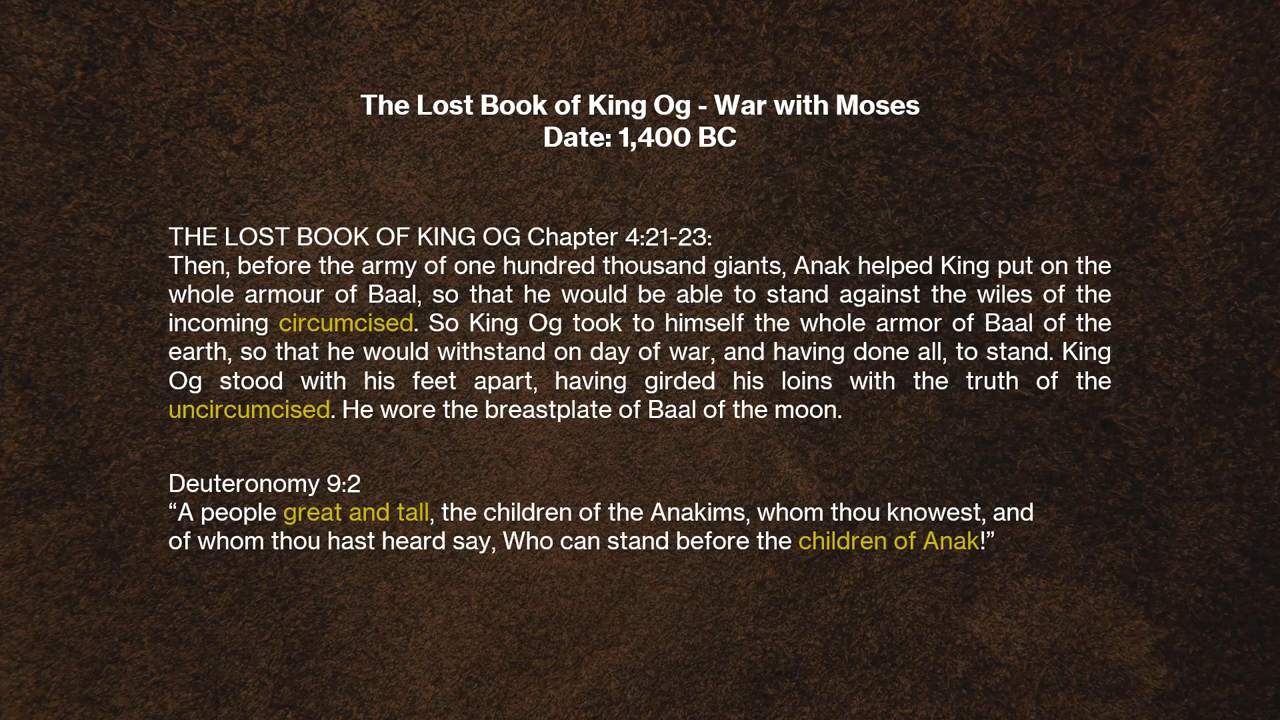 The Lost Book of King Og - War with Moses
Date: 1,400 BC
THE LOST BOOK OF KING OG Chapter 4:21-23:
Then, before the army of one hundred thousand giants, Anak helped King put on the
whole armour of Baal, so that he would be able to stand against the wiles of the
incoming circumcised. So King Og took to himself the whole armor of Baal of the
earth, so that he would withstand on day of war, and having done all, to stand. King
Og stood with his feet apart, having girded his loins with the truth of the
uncircumcised. He wore the breastplate of Baal of the moon.
Deuteronomy 9:2
“A people great and tall, the children of the Anakims, whom thou knowest, and
of whom thou hast heard say, Who can stand before the children of Anak!”